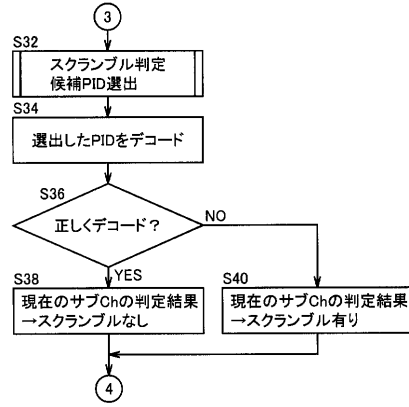 3
S32
スクランブル判定
候補PID選出
S34
選出したPIDをデコード
S36
正しくデコード?
NO
YES
S38
現在のサブChの判定結果
→スクランブルなし
S40
現在のサブChの判定結果
→スクランブル有り
4